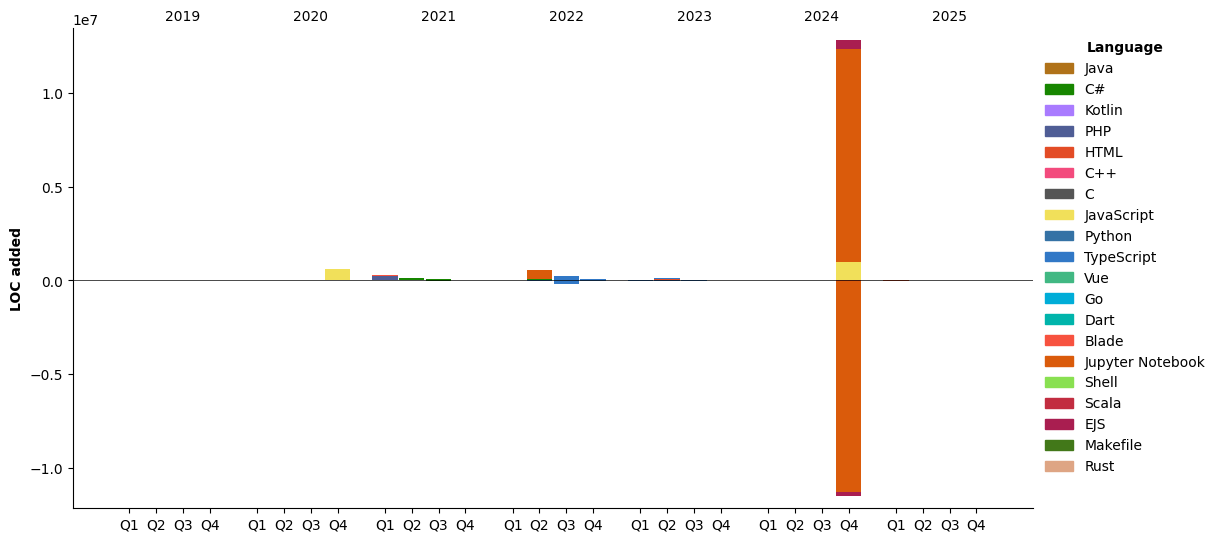 1e7
2019 2020 2021 2022 2023 2024 2025
LOC added
1.0
0.5
0.0
−0.5
−1.0
Q1 Q2 Q3 Q4 Q1 Q2 Q3 Q4 Q1 Q2 Q3 Q4 Q1 Q2 Q3 Q4 Q1 Q2 Q3 Q4 Q1 Q2 Q3 Q4 Q1 Q2 Q3 Q4
Language
Java
C#
Kotlin
PHP
HTML
C++
C
JavaScript
Python
TypeScript
Vue
Go
Dart
Blade
Jupyter Notebook
Shell
Scala
EJS
Makefile
Rust